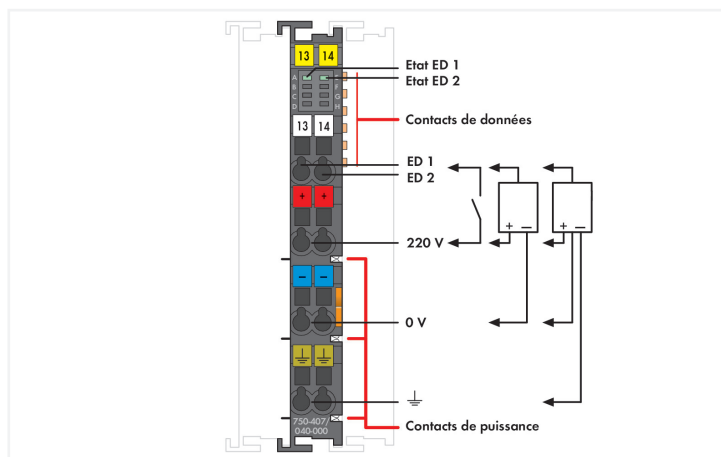 13 14
Etat ED 1
Etat ED 2
A E
B F
C G
D H
Contacts de données
13 14
ED 1
ED 2
+ +
+ − + −
220 V
− −
0 V
Contacts de puissance
750-407/
040-000